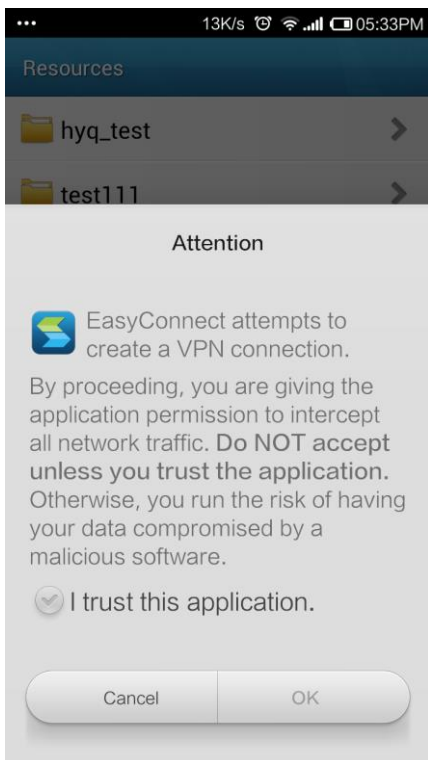 ... 13K/s 05:33PM
Resources
hyq_test
test111
Attention
EasyConnect attempts to
create a VPN connection.
By proceeding, you are giving the
application permission to intercept
all network traffic. Do NOT accept
unless you trust the application.
Otherwise, you run the risk of having
your data compromised by a
malicious software.
I trust this application.
Cancel OK